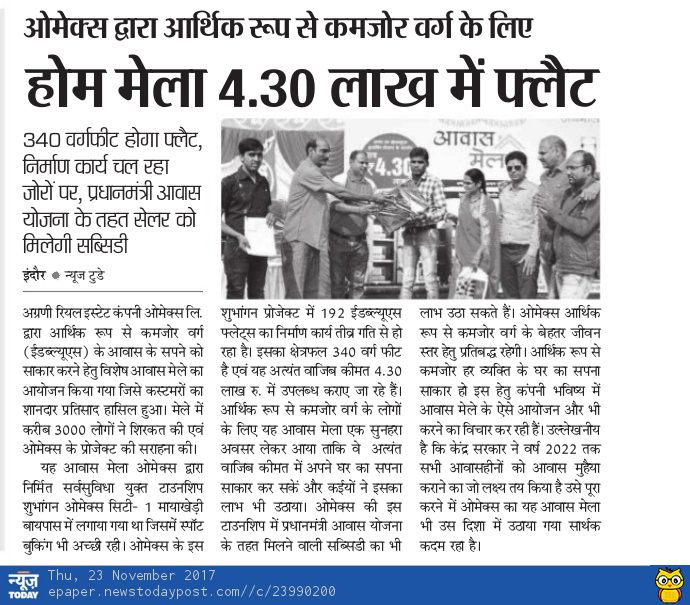 ओमेक्स द्वारा आर्थिक रूप से कमजोर वर्ग के लिए
होम मेला 4.30 लाख में फ्लैट
340 वर्गफीट होगा फ्लैट,
निर्माण कार्य चल रहा
जोरों पर, प्रधानमंत्री आवास
योजना के तहत सेलर को
मिलेगी सब्सिडी
इंदौर ● न्यूज टुडे
आवास
मेला
₹4.30
अग्रणी रियल इस्टेट कंपनी ओमेक्स लि.
द्वारा आर्थिक रूप से कमजोर वर्ग
(ईडब्ल्यूएस) के आवास के सपने को
साकार करने हेतु विशेष आवास मेले का
आयोजन किया गया जिसे कस्टमरों का
शानदार प्रतिसाद हासिल हुआ। मेले में
करीब 3000 लोगों ने शिरकत की एवं
ओमेक्स के प्रोजेक्ट की सराहना की।
यह आवास मेला ओमेक्स द्वारा
निर्मित सर्वसुविधा युक्त टाउनशिप
शुभांगन ओमेक्स सिटी- 1 मायाखेड़ी
बायपास में लगाया गया था जिसमें स्पॉट
बुकिंग भी अच्छी रही। ओमेक्स के इस
शुभांगन प्रोजेक्ट में 192 ईडब्ल्यूएस
फ्लेट्स का निर्माण कार्य तीव्र गति से हो
रहा है। इसका क्षेत्रफल 340 वर्ग फीट
है एवं यह अत्यंत वाजिब कीमत 4.30
लाख रु. में उपलब्ध कराए जा रहे हैं।
आर्थिक रूप से कमजोर वर्ग के लोगों
के लिए यह आवास मेला एक सुनहरा
अवसर लेकर आया ताकि वे अत्यंत
वाजिब कीमत में अपने घर का सपना
साकार कर सकें और कईयों ने इसका
लाभ भी उठाया। ओमेक्स की इस
टाउनशिप में प्रधानमंत्री आवास योजना
के तहत मिलने वाली सब्सिडी का भी
लाभ उठा सकते हैं। ओमेक्स आर्थिक
रूप से कमजोर वर्ग के बेहतर जीवन
स्तर हेतु प्रतिबद्ध रहेगी। आर्थिक रूप से
कमजोर हर व्यक्ति के घर का सपना
साकार हो इस हेतु कंपनी भविष्य में
आवास मेले के ऐसे आयोजन और भी
करने का विचार कर रही हैं। उल्लेखनीय
है कि केंद्र सरकार ने वर्ष 2022 तक
सभी आवासहीनों को आवास मुहैया
कराने का जो लक्ष्य तय किया है उसे पूरा
करने में ओमेक्स का यह आवास मेला
भी उस दिशा में उठाया गया सार्थक
कदम रहा है।
न्यूज़
TODAY
Thu, 23 November 2017
epaper.newstodaypost.com//c/23990200